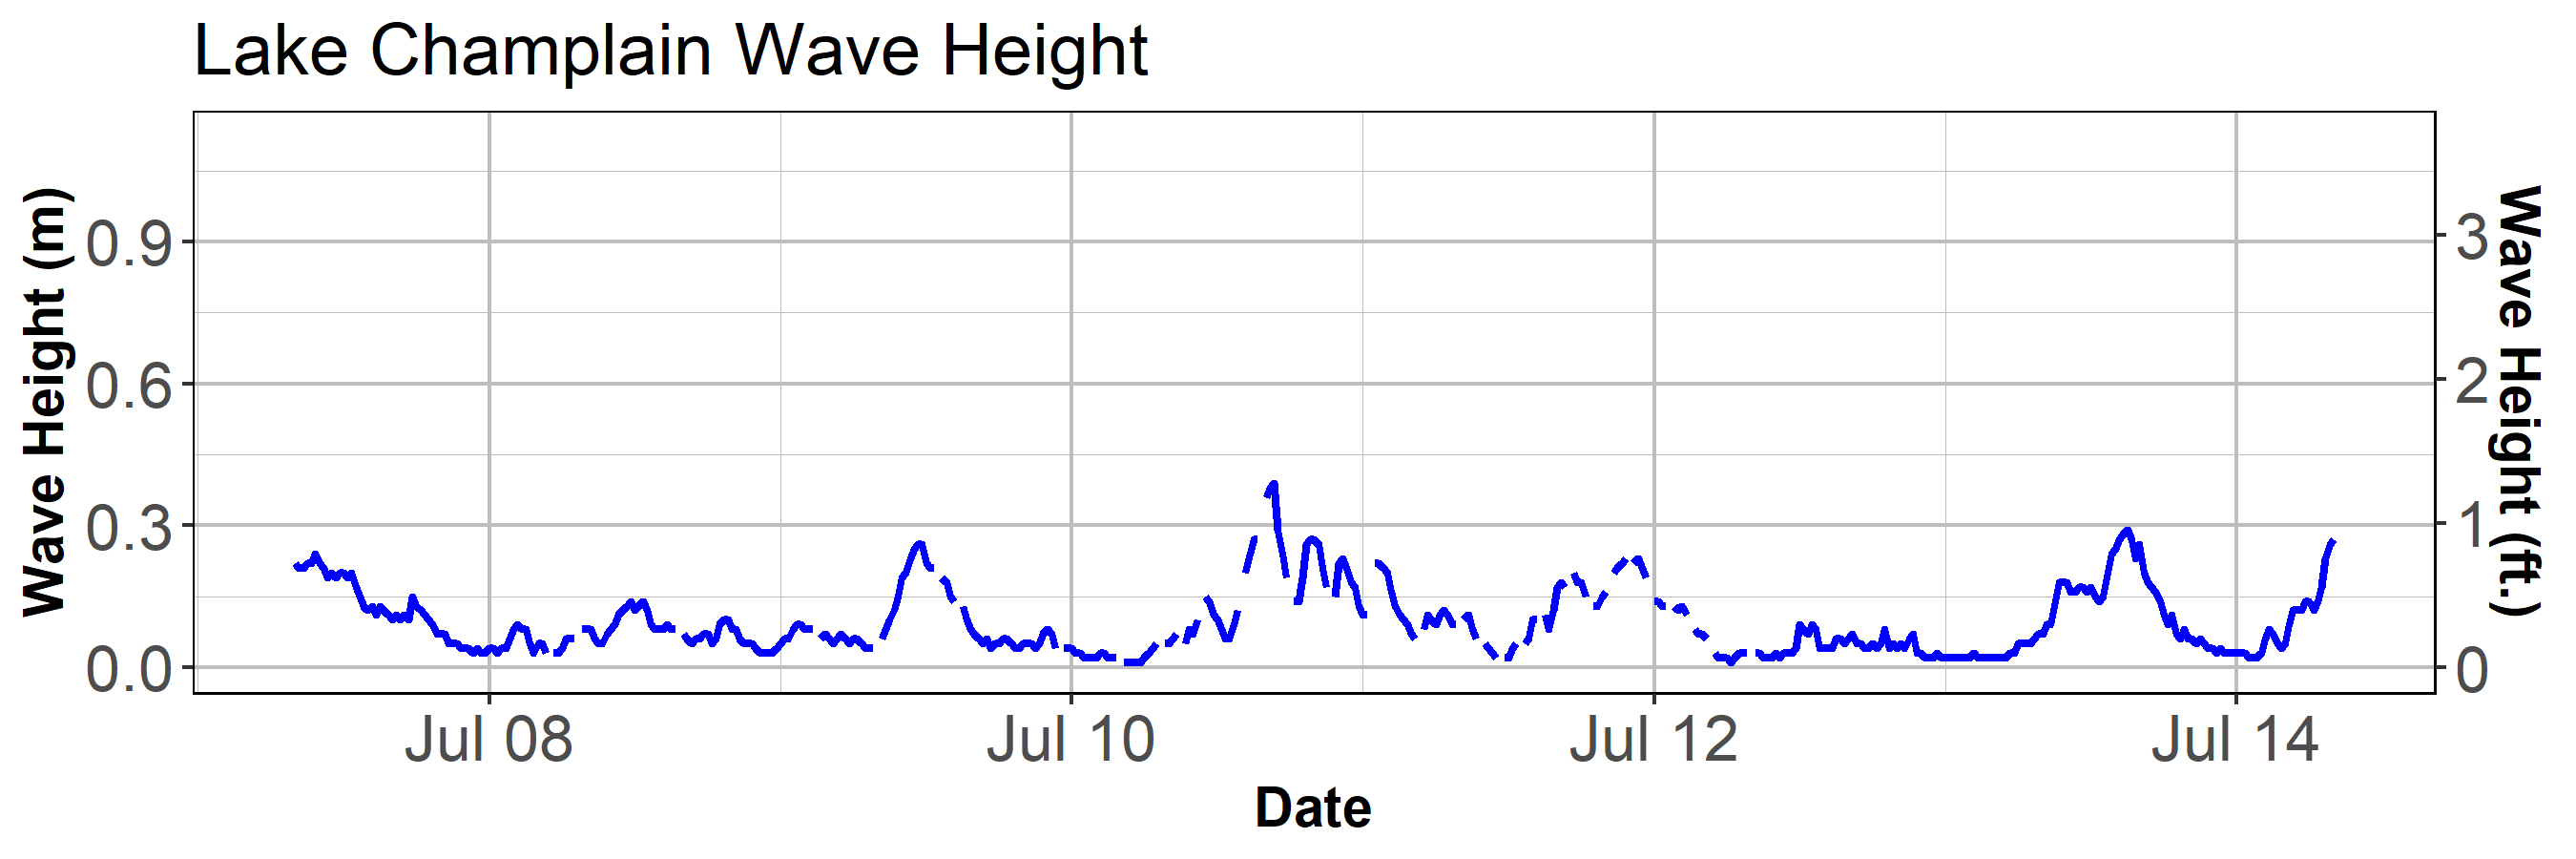 Lake Champlain Wave Height
Wave Height (m)
0.9
0.6
0.3
0.0
3
2
1
0
Wave Height (ft.)
Jul 08
Jul 10
Jul 12
Jul 14
Date